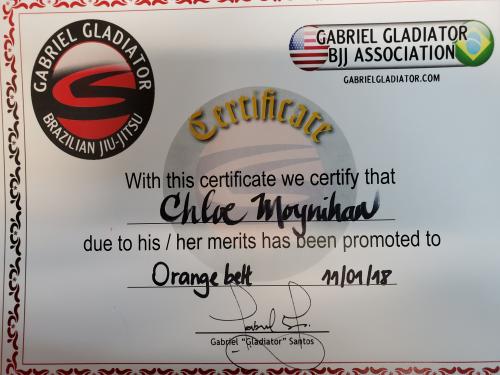 GABRIEL GLADIATOR
BRAZILIAN JIU-JITSU
GABRIEL GLADIATOR
BJJ ASSOCIATION
GABRIELGLADIATOR.COM
Certificate
With this certificate we certify that
Chloe Moynihan
due to his / her merits has been promoted to
Orange belt 11/01/18
Gabriel "Gladiator" Santos